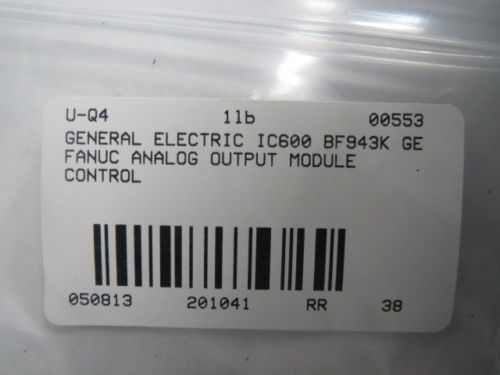 U-Q4 1lb 00553
GENERAL ELECTRIC IC600 BF943K GE
FANUC ANALOG OUTPUT MODULE
CONTROL
050813 201041 RR 38